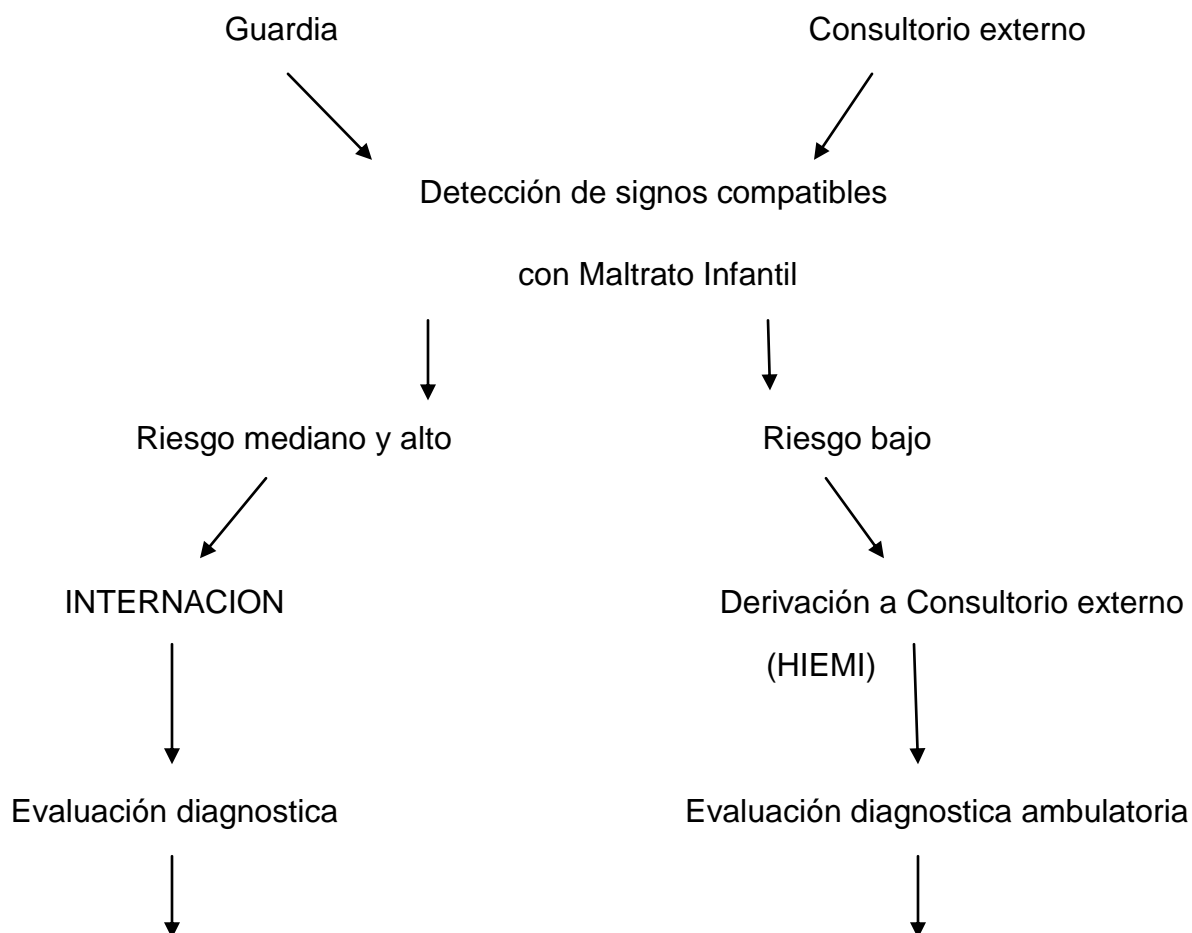 Guardia
Consultorio externo
Detección de signos compatibles
con Maltrato Infantil
Riesgo mediano y alto
Riesgo bajo
INTERNACION
Derivación a Consultorio externo
(HIEMI)
Evaluación diagnostica
Evaluación diagnostica ambulatoria